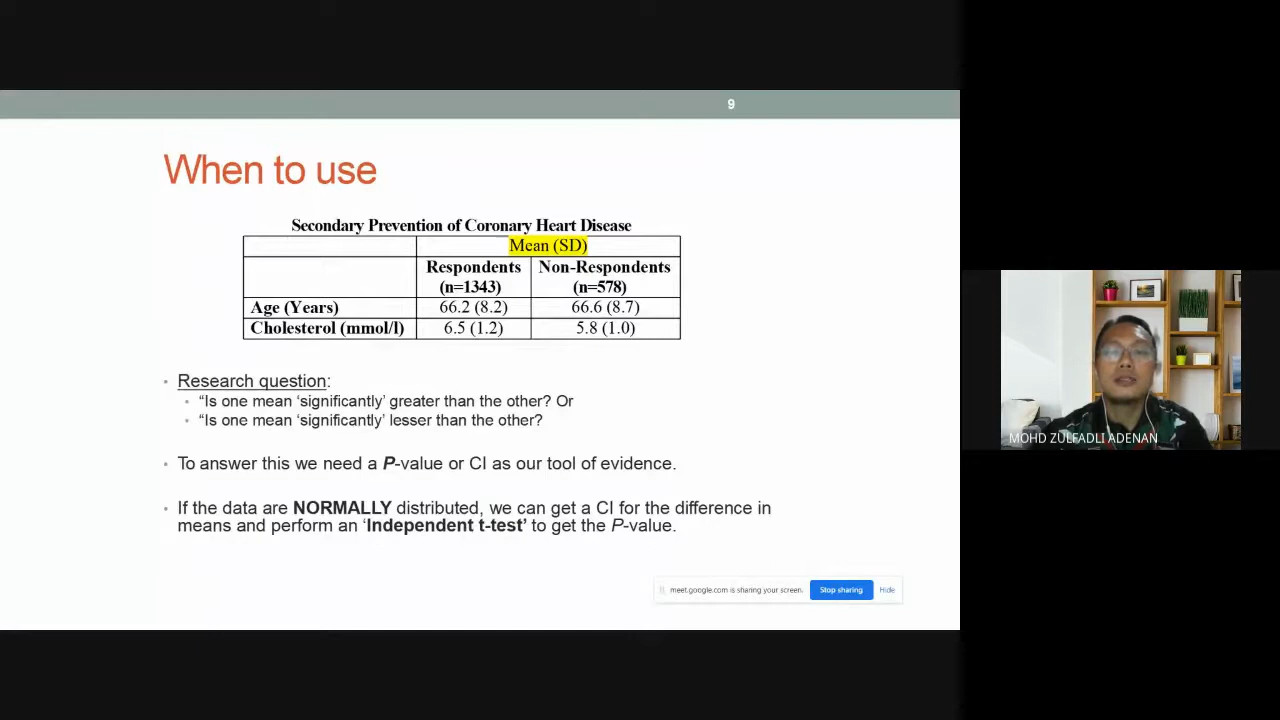 9
When to use
Secondary Prevention of Coronary Heart Disease
Mean (SD)
Respondents (n=1343) Non-Respondents (n=578)
Age (Years) 66.2 (8.2) 66.6 (8.7)
Cholesterol (mmol/l) 6.5 (1.2) 5.8 (1.0)
• Research question:
• “Is one mean ‘significantly’ greater than the other? Or
• “Is one mean ‘significantly’ lesser than the other?
• To answer this we need a P-value or CI as our tool of evidence.
• If the data are NORMALLY distributed, we can get a CI for the difference in
means and perform an ‘Independent t-test’ to get the P-value.
meet.google.com is sharing your screen. Stop sharing Hide
MOHD ZULFADLI ADENAN